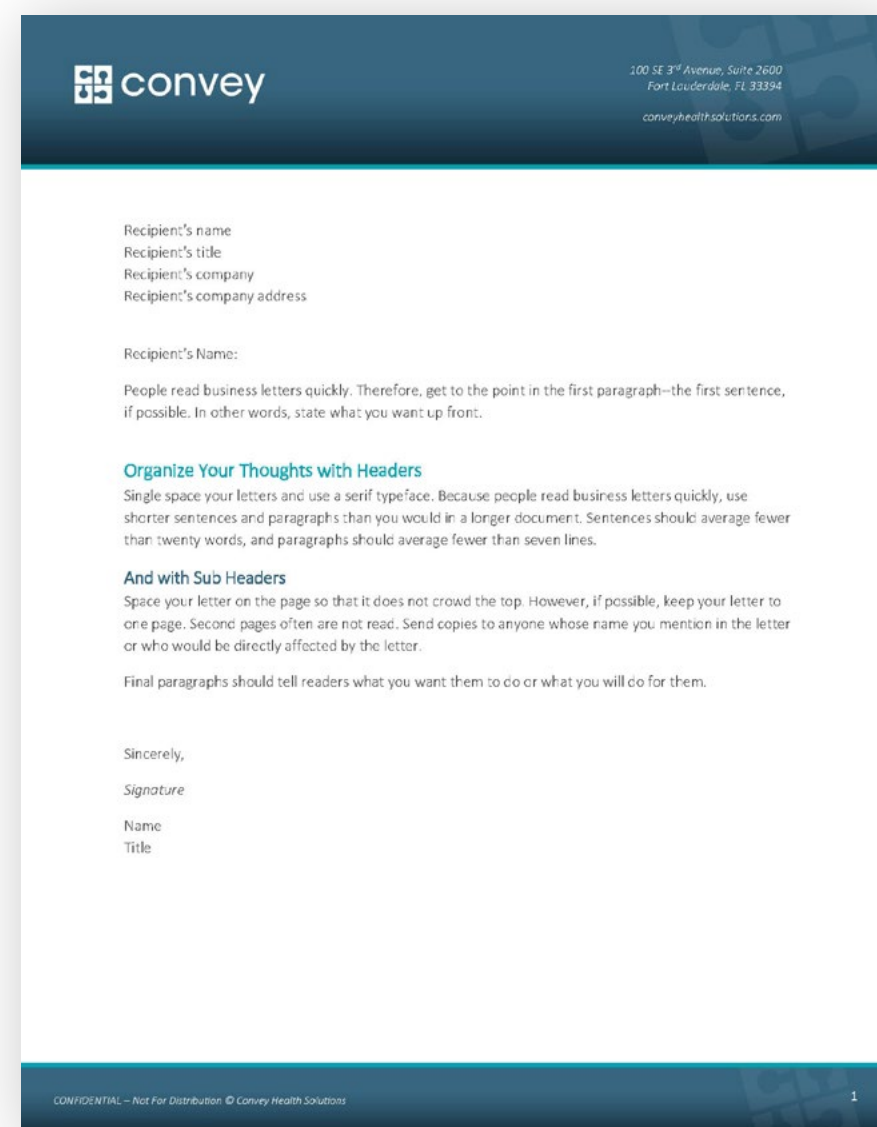 convey
100 SE 3rd Avenue, Suite 2600
Fort Lauderdale, FL 33394
conveyhealthsolutions.com
Recipient's name
Recipient's title
Recipient's company
Recipient's company address
Recipient's Name:
People read business letters quickly. Therefore, get to the point in the first paragraph--the first sentence,
if possible. In other words, state what you want up front.
Organize Your Thoughts with Headers
Single space your letters and use a serif typeface. Because people read business letters quickly, use
shorter sentences and paragraphs than you would in a longer document. Sentences should average fewer
than twenty words, and paragraphs should average fewer than seven lines.
And with Sub Headers
Space your letter on the page so that it does not crowd the top. However, if possible, keep your letter to
one page. Second pages often are not read. Send copies to anyone whose name you mention in the letter
or who would be directly affected by the letter.
Final paragraphs should tell readers what you want them to do or what you will do for them.
Sincerely,
Signature
Name
Title
CONFIDENTIAL – Not For Distribution © Convey Health Solutions
1